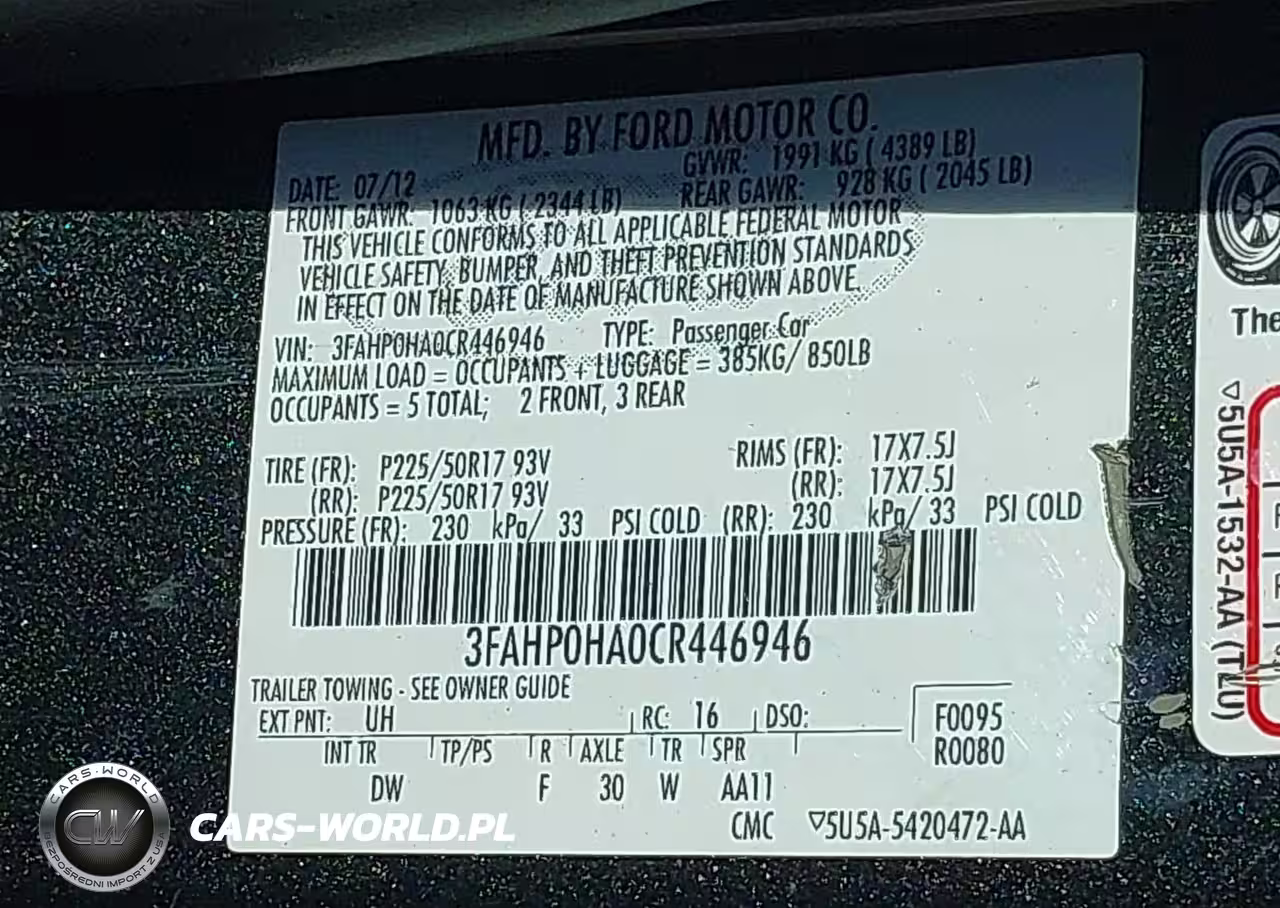 MFD. BY FORD MOTOR CO.
DATE: 07/12 GVWR: 1991 KG ( 4389 LB)
FRONT GAWR: 1063 KG ( 2344 LB) REAR GAWR: 928 KG ( 2045 LB)
THIS VEHICLE CONFORMS TO ALL APPLICABLE FEDERAL MOTOR
VEHICLE SAFETY, BUMPER, AND THEFT PREVENTION STANDARDS
IN EFFECT ON THE DATE OF MANUFACTURE SHOWN ABOVE.
VIN: 3FAHP0HA0CR446946 TYPE: Passenger Car
MAXIMUM LOAD = OCCUPANTS + LUGGAGE = 385KG/ 850LB
OCCUPANTS = 5 TOTAL; 2 FRONT, 3 REAR
TIRE (FR): P225/50R17 93V RIMS (FR): 17X7.5J
(RR): P225/50R17 93V (RR): 17X7.5J
PRESSURE (FR): 230 kPa/ 33 PSI COLD (RR): 230 kPa/ 33 PSI COLD
3FAHP0HA0CR446946
TRAILER TOWING - SEE OWNER GUIDE
EXT PNT: UH RC: 16 DSO: F0095
INT TR TP/PS R AXLE TR SPR R0080
DW F 30 W AA11
CMC ▽5U5A-5420472-AA
The
▽5U5A-1532-AA (TLU)
CARS-WORLD
CW
BEZPOŚREDNI IMPORT Z USA
CARS-WORLD.PL